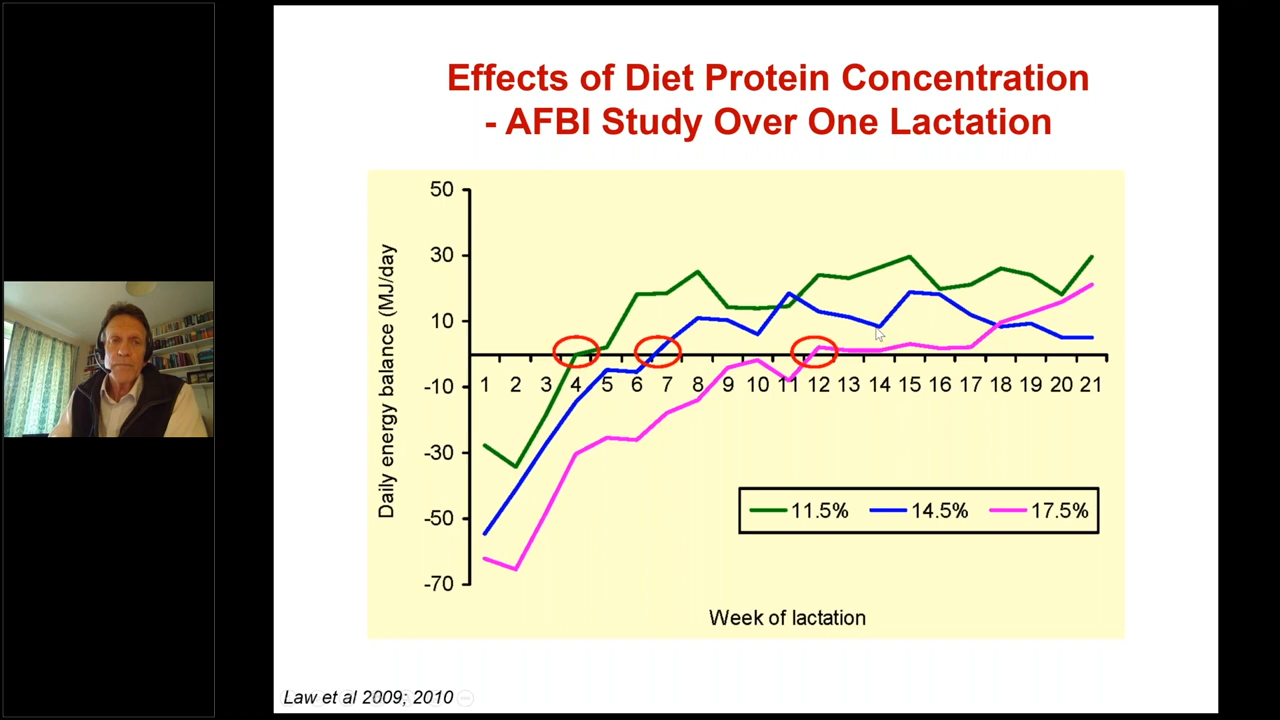 Effects of Diet Protein Concentration
- AFBI Study Over One Lactation
50
30
10
-10
-30
-50
-70
Daily energy balance (MJ/day
1 2 3 4 5 6 7 8 9 10 11 12 13 14 15 16 17 18 19 20 21
11.5% 14.5% 17.5%
Week of lactation
Law et al 2009; 2010